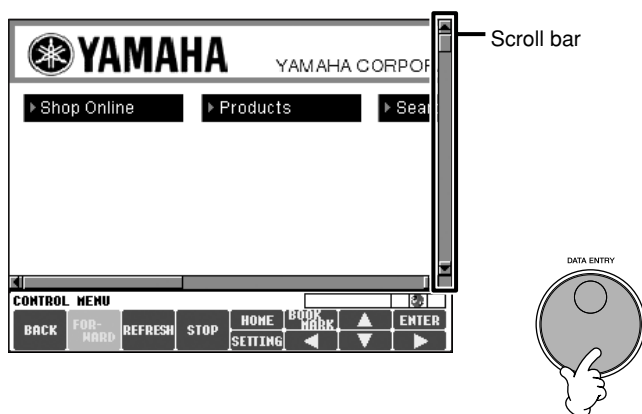 YAMAHA
YAMAHA CORPOR
Scroll bar
Shop Online
Products
Sear
DATA ENTRY
CONTROL MENU
BACK
FOR-
WARD
REFRESH
STOP
HOME
BOOK
MARK
ENTER
SETTING